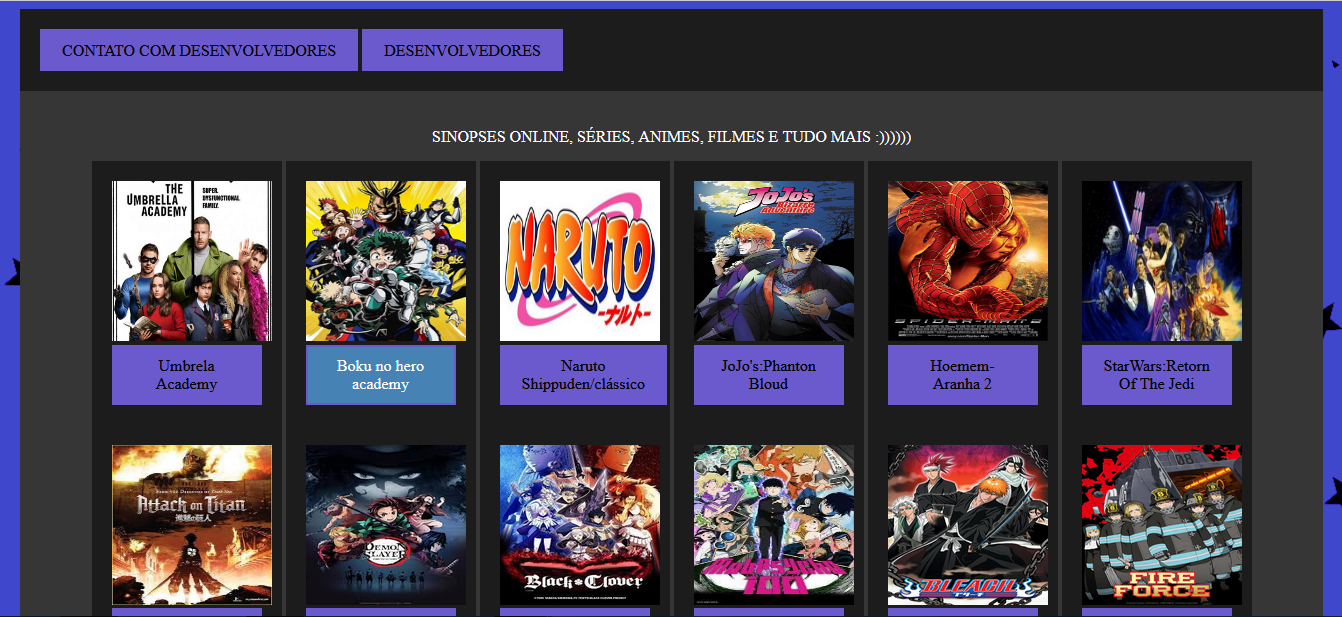 CONTATO COM DESENVOLVEDORES
DESENVOLVEDORES
SINOPSES ONLINE, SÉRIES, ANIMES, FILMES E TUDO MAIS :))))))
THE
UMBRELLA
ACADEMY
SUPER.
DYSFUNCTIONAL.
FAMILY.
NARUTO
-ナルト-
JoJo's
BIZARRE
ADVENTURE
SPIDER-MAN 2
Umbrela
Academy
Boku no hero
academy
Naruto
Shippuden/clássico
JoJo's:Phanton
Bloud
Hoemem-
Aranha 2
StarWars:Retorn
Of The Jedi
Attack on Titan
進撃の巨人
DEMON
SLAYER
Black Clover
Mob Psycho
100
BLEACH
08
FIRE
FORCE